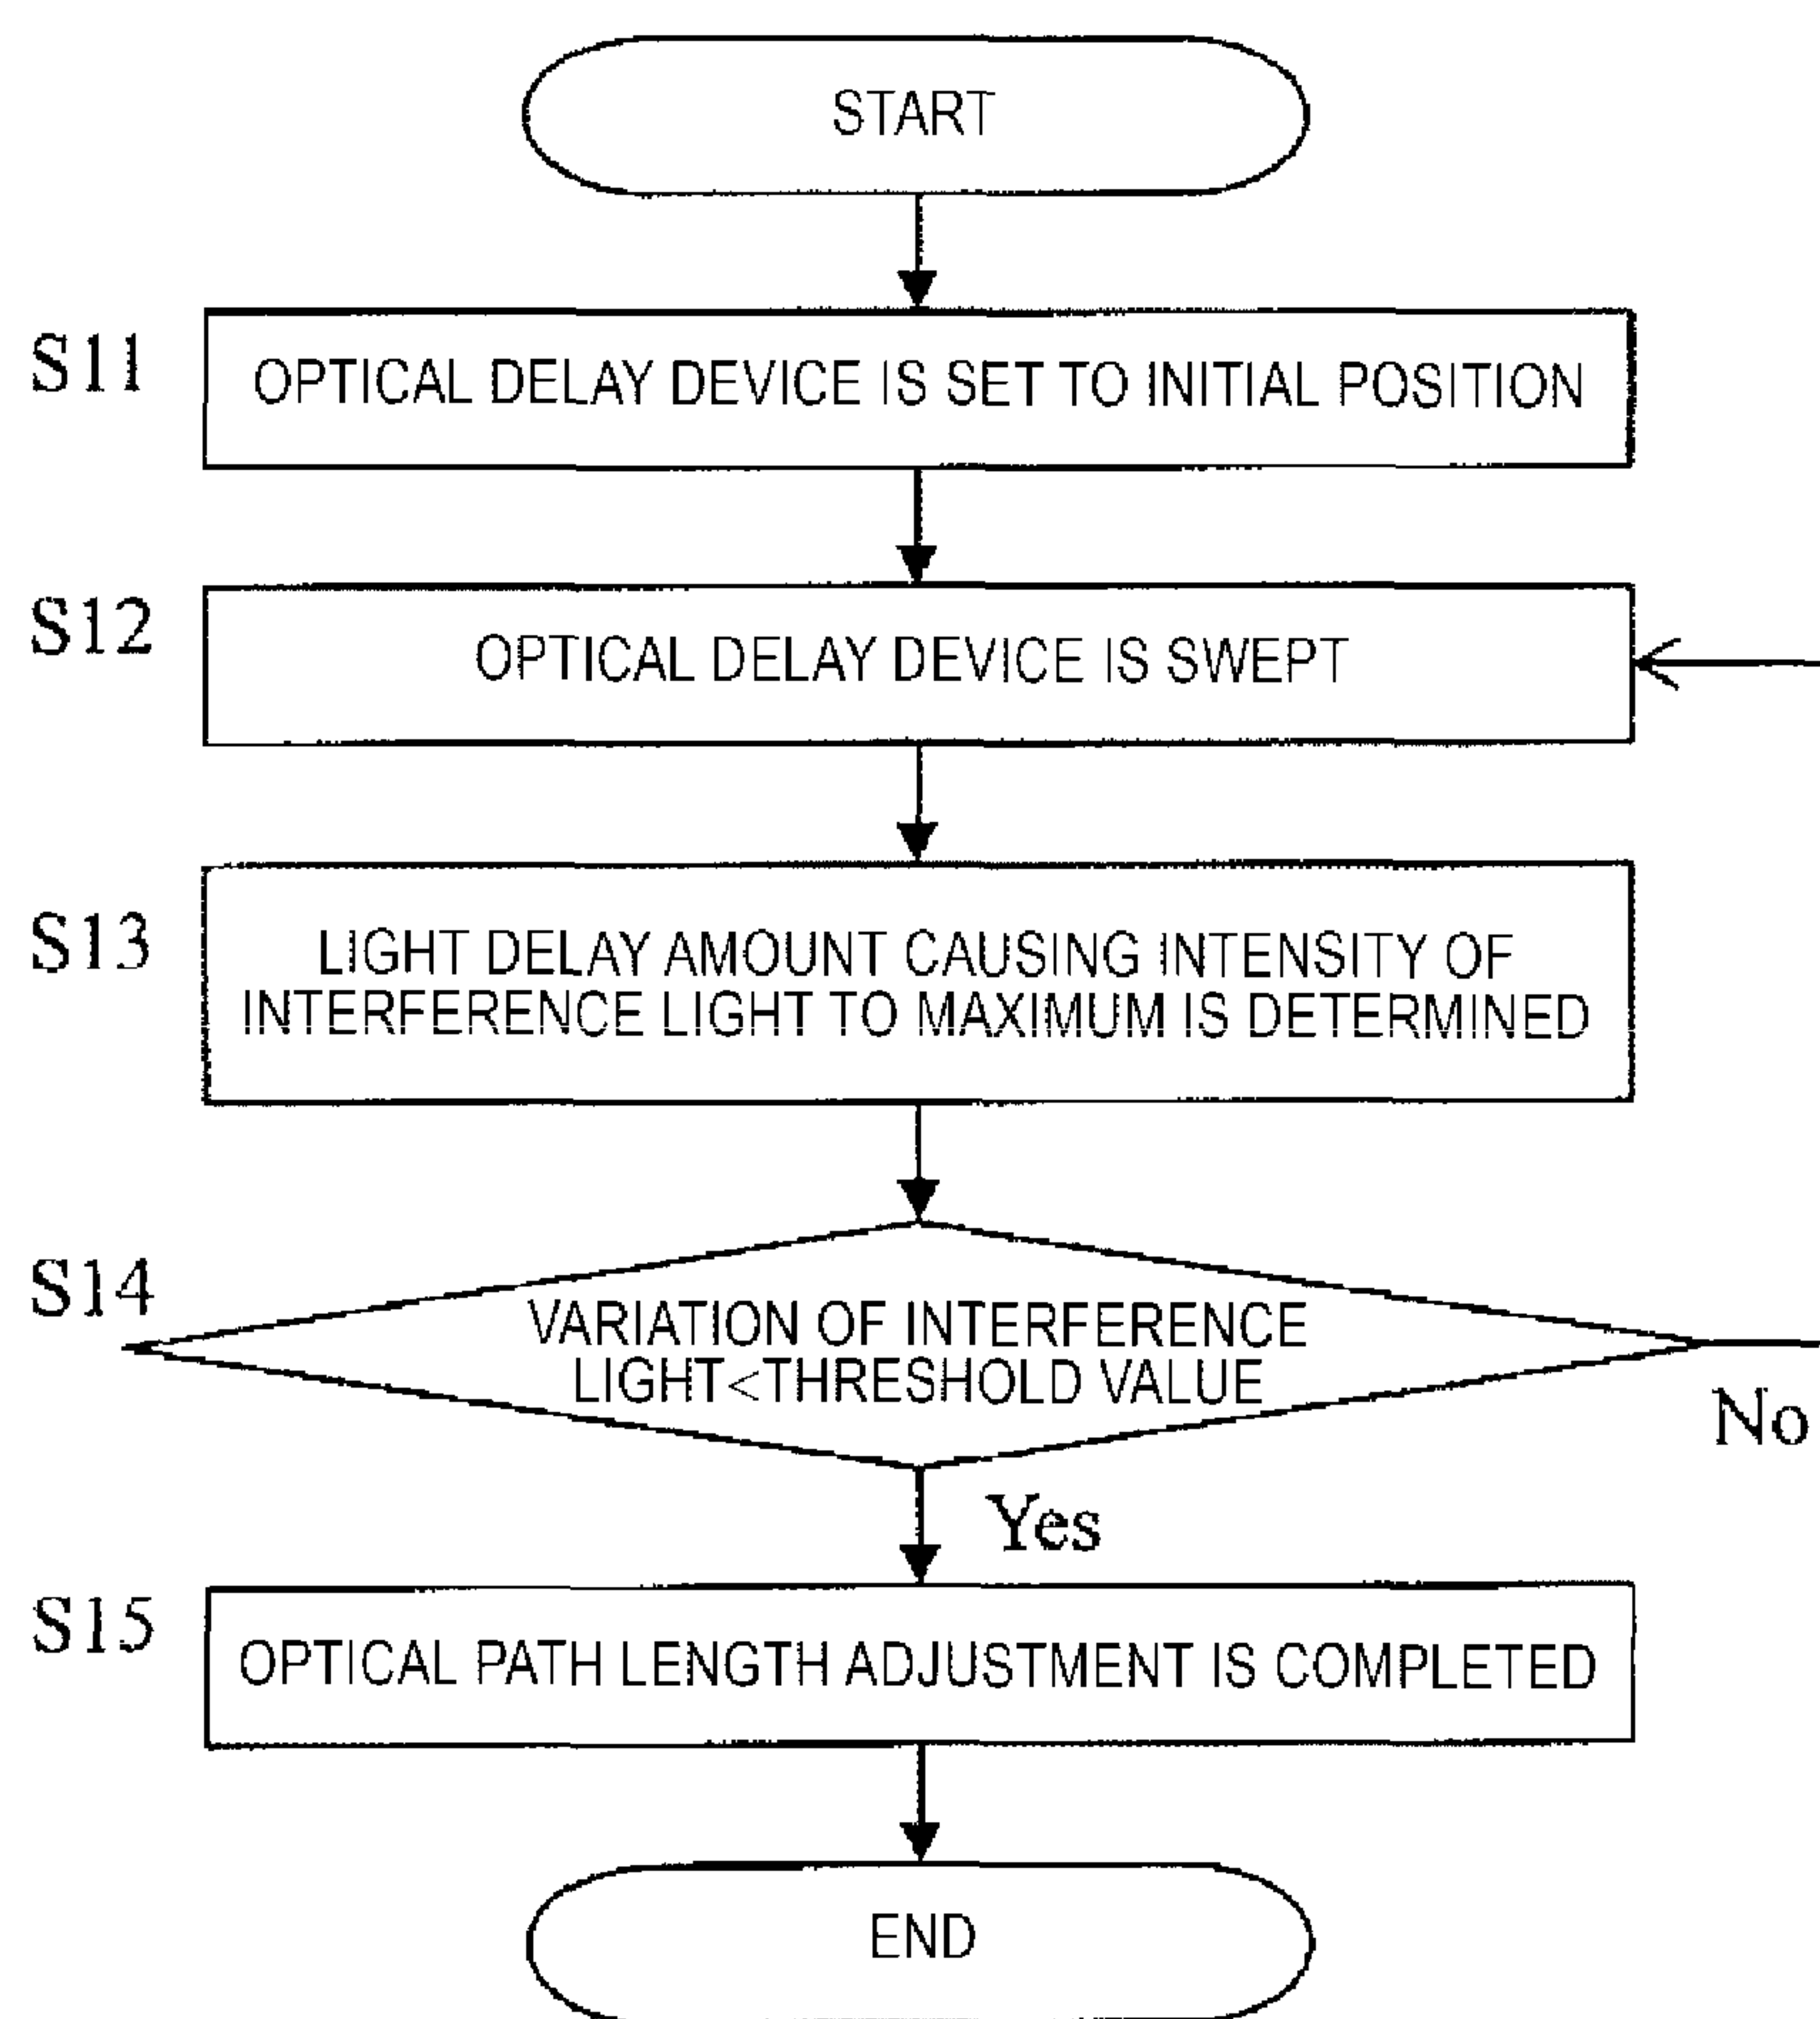 START
S11
OPTICAL DELAY DEVICE IS SET TO INITIAL POSITION
S12
OPTICAL DELAY DEVICE IS SWEPT
S13
LIGHT DELAY AMOUNT CAUSING INTENSITY OF
INTERFERENCE LIGHT TO MAXIMUM IS DETERMINED
S14
VARIATION OF INTERFERENCE
LIGHT<THRESHOLD VALUE
No
Yes
S15
OPTICAL PATH LENGTH ADJUSTMENT IS COMPLETED
END